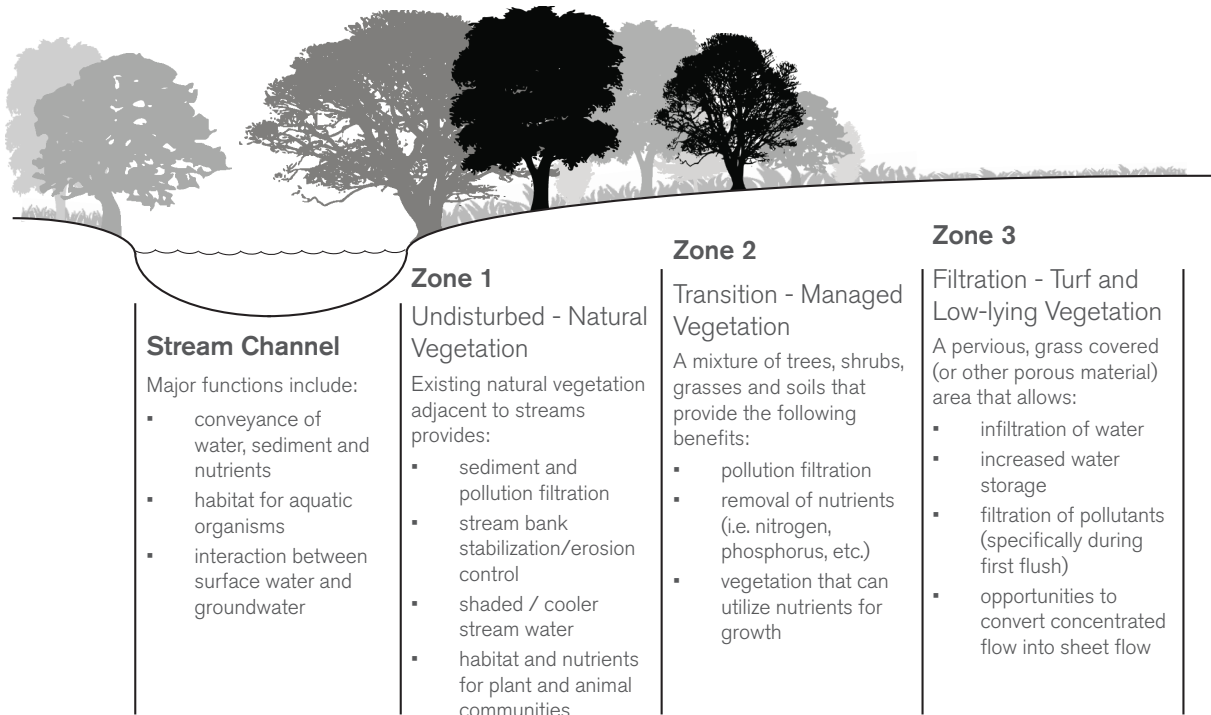 Stream Channel
Major functions include:
▪ conveyance of
water, sediment and
nutrients
▪ habitat for aquatic
organisms
▪ interaction between
surface water and
groundwater
Zone 1
Undisturbed - Natural
Vegetation
Existing natural vegetation
adjacent to streams
provides:
▪ sediment and
pollution filtration
▪ stream bank
stabilization/erosion
control
▪ shaded / cooler
stream water
▪ habitat and nutrients
for plant and animal
communities
Zone 2
Transition - Managed
Vegetation
A mixture of trees, shrubs,
grasses and soils that
provide the following
benefits:
▪ pollution filtration
▪ removal of nutrients
(i.e. nitrogen,
phosphorus, etc.)
▪ vegetation that can
utilize nutrients for
growth
Zone 3
Filtration - Turf and
Low-lying Vegetation
A pervious, grass covered
(or other porous material)
area that allows:
▪ infiltration of water
▪ increased water
storage
▪ filtration of pollutants
(specifically during
first flush)
▪ opportunities to
convert concentrated
flow into sheet flow